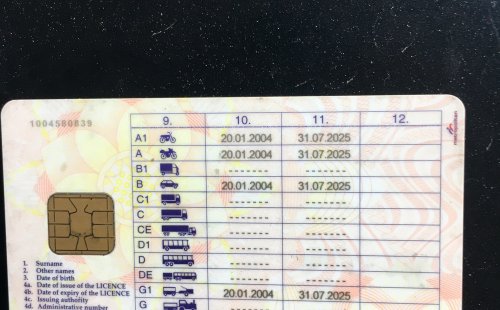 1004580839
9. 10. 11. 12.
A1 20.01.2004 31.07.2025
A 20.01.2004 31.07.2025
B1 ------- -------
B 20.01.2004 31.07.2025
C1 ------- -------
C ------- -------
CE ------- -------
D1 ------- -------
D ------- -------
DE ------- -------
G1 20.01.2004 31.07.2025
G
1. Surname
2. Other names
3. Date of birth
4a. Date of issue of the LICENCE
4b. Date of expiry of the LICENCE
4c. Issuing authority
4d. Administrative number